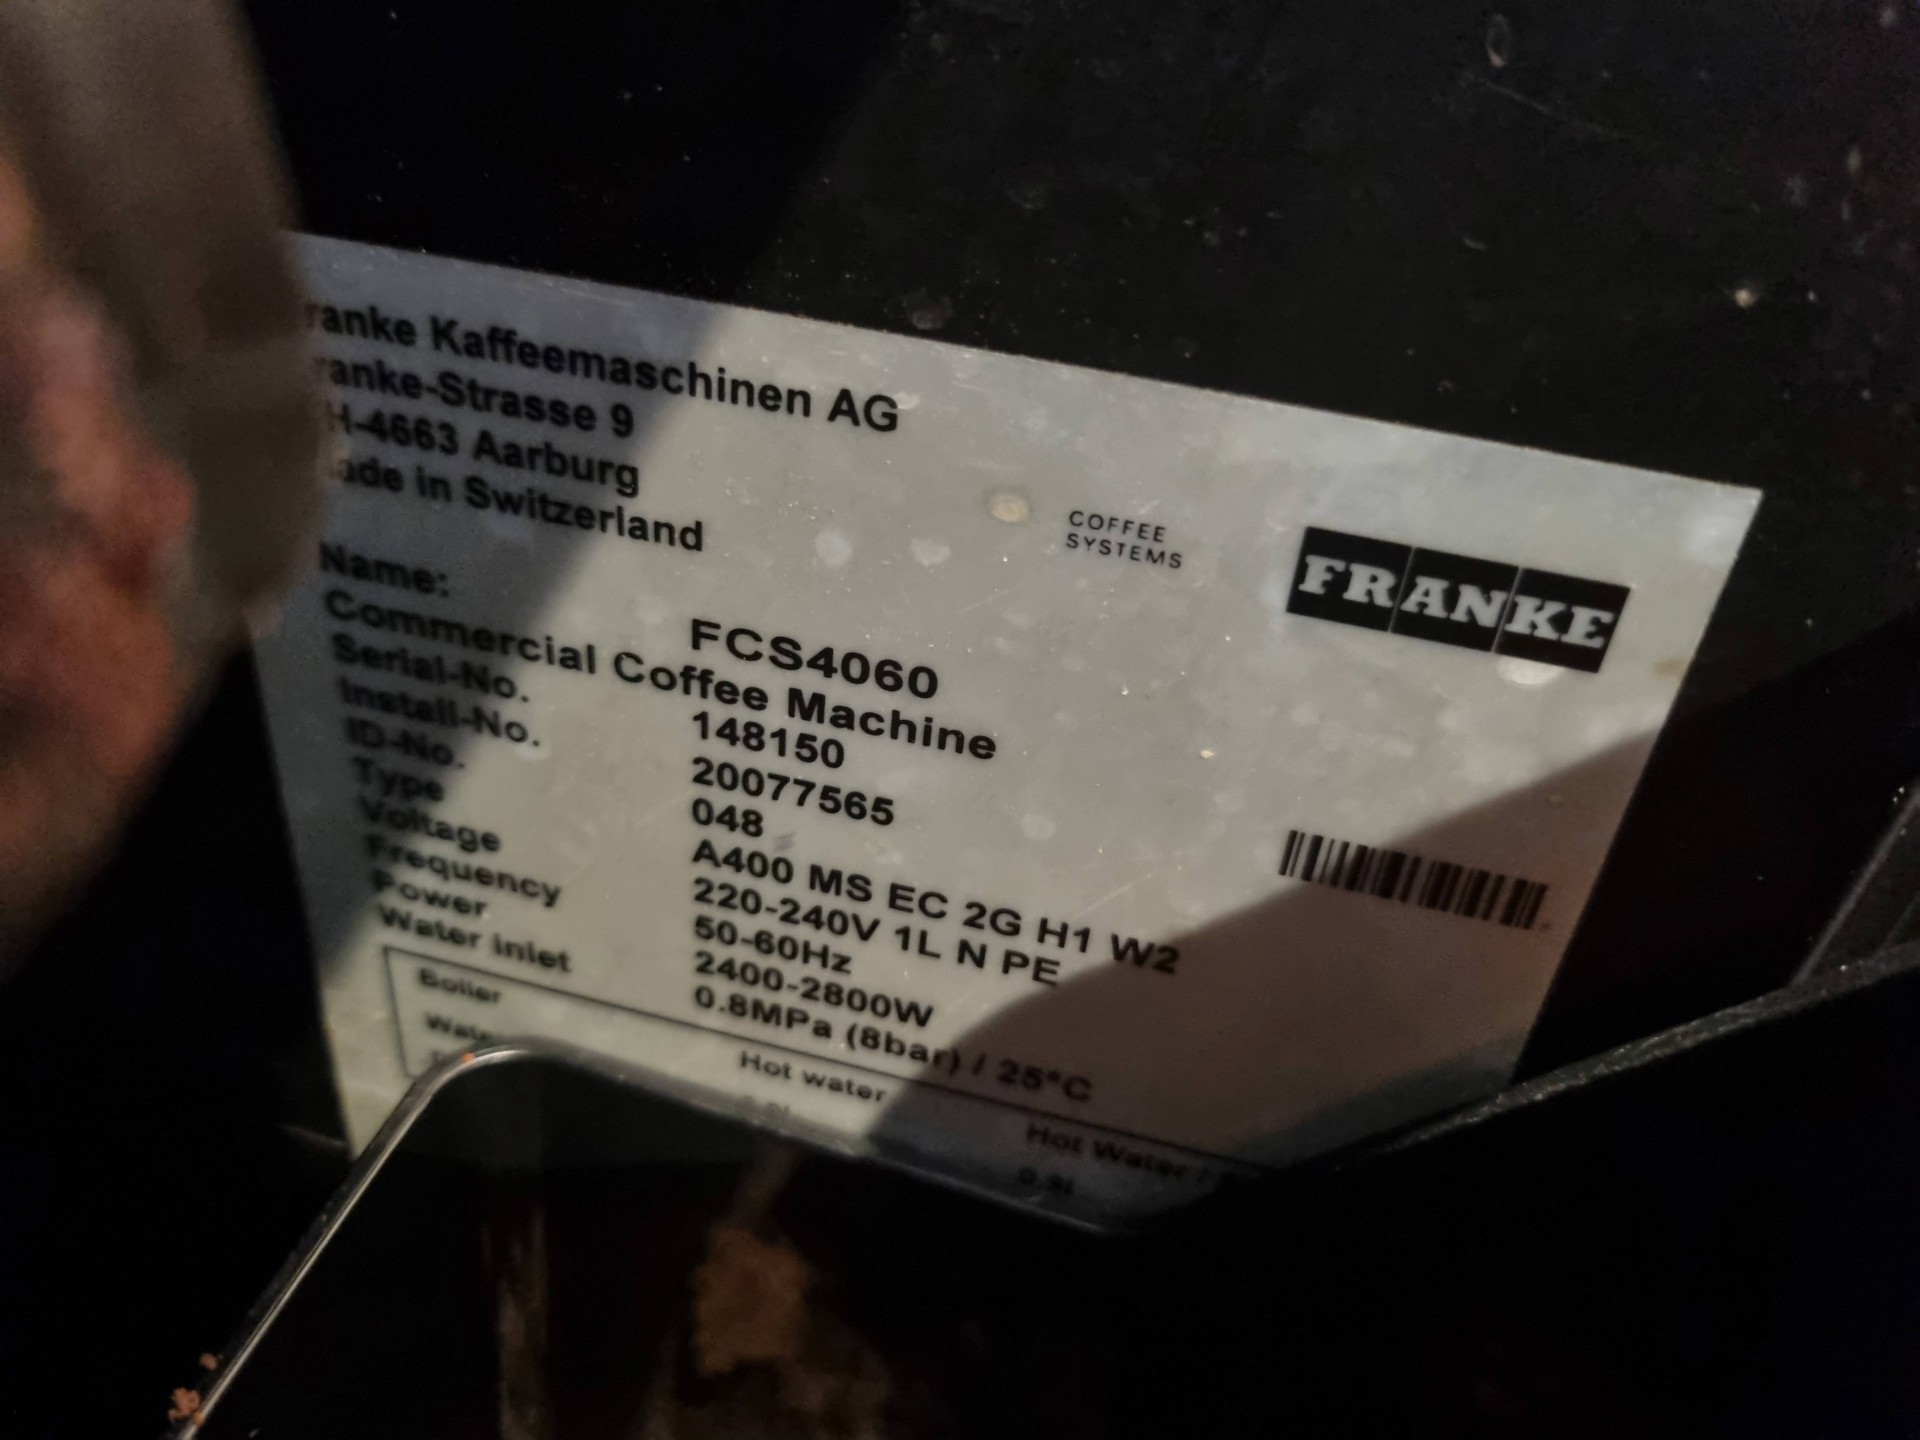 ranke Kaffeemaschinen AG
ranke-Strasse 9
H-4663 Aarburg
ade in Switzerland
COFFEE
SYSTEMS
FRANKE
Name: FCS4060
Commercial Coffee Machine
Serial-No. 148150
Install-No. 20077565
ID-No. 048
Type A400 MS EC 2G H1 W2
Voltage 220-240V 1L N PE
Frequency 50-60Hz
Power 2400-2800W
Water inlet 0.8MPa (8bar) / 25°C
Boiler Hot water Hot Water